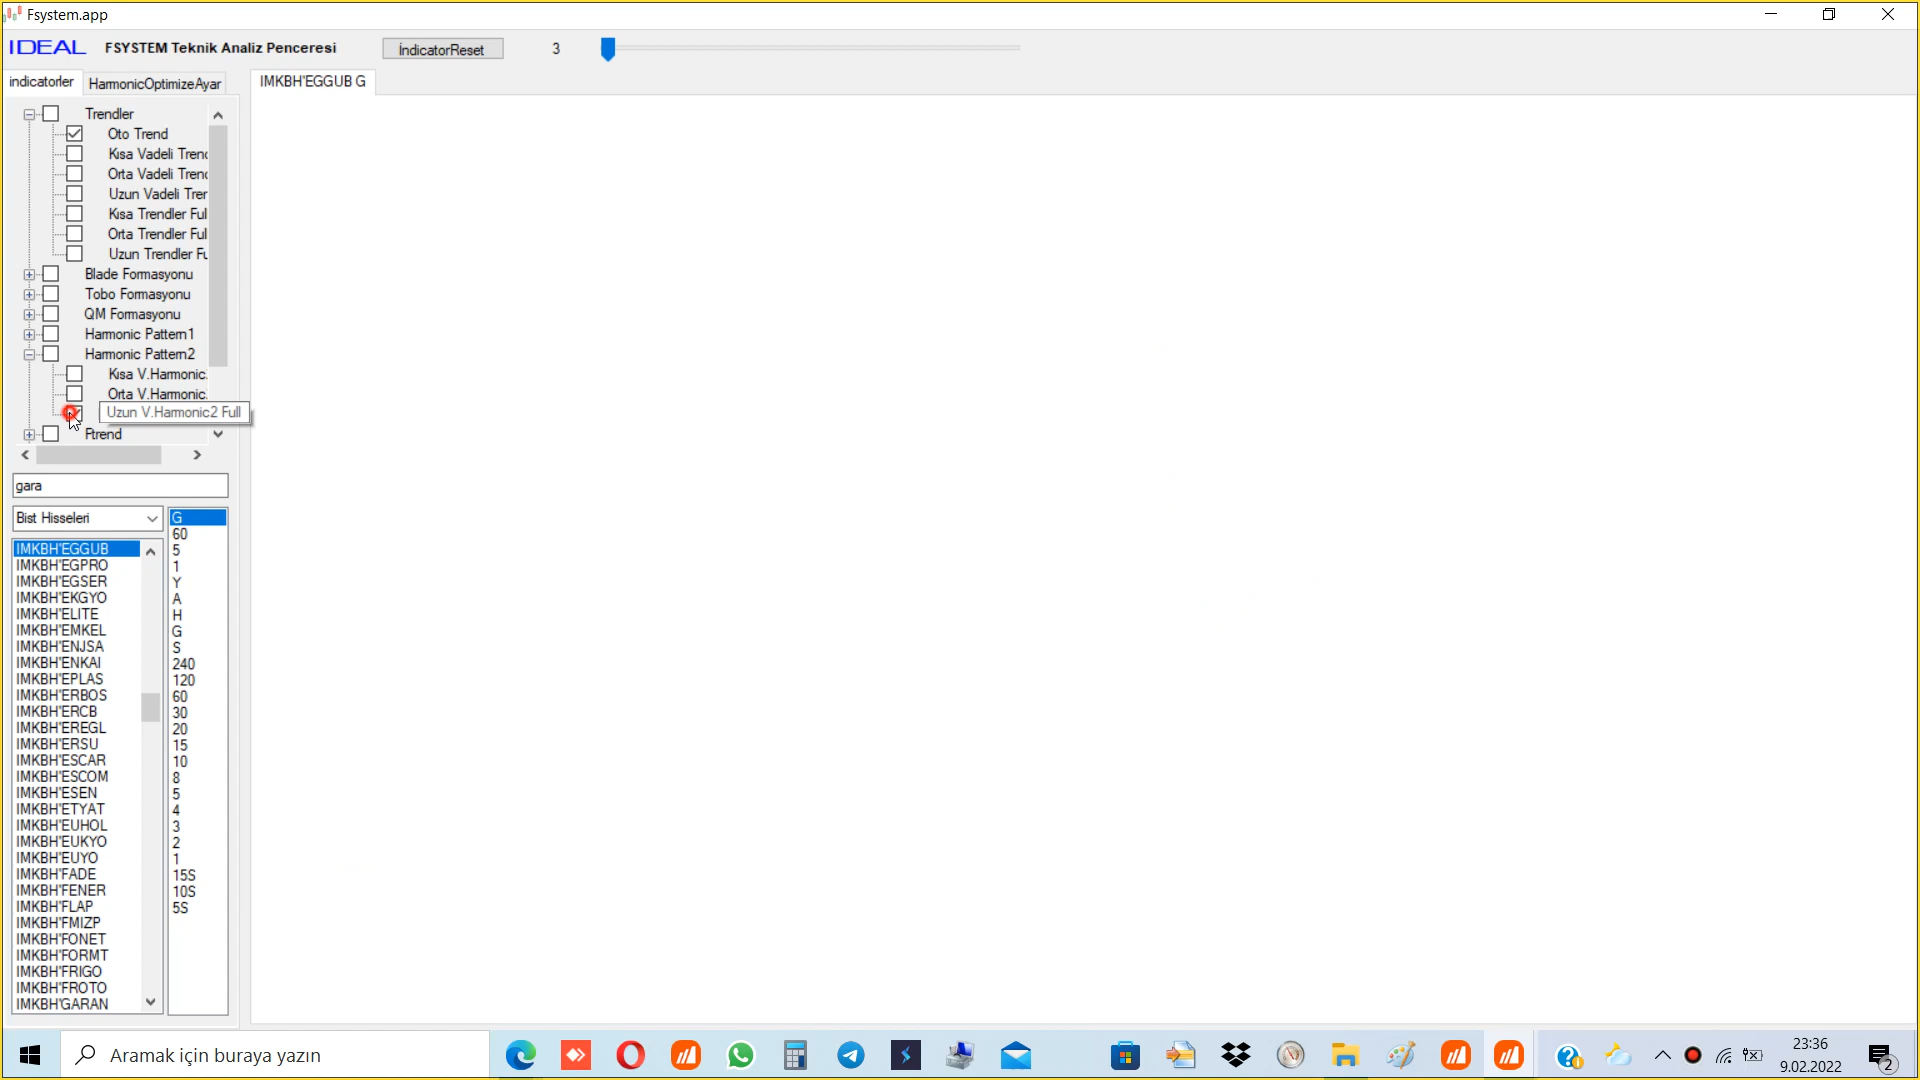 Fsystem.app
IDEAL FSYSTEM Teknik Analiz Penceresi İndicatorReset 3
indicatorler HarmonicOptimizeAyar IMKBH'EGGUB G
Trendler
Oto Trend
Kısa Vadeli Trend
Orta Vadeli Trend
Uzun Vadeli Tren
Kısa Trendler Ful
Orta Trendler Ful
Uzun Trendler Fu
Blade Formasyonu
Tobo Formasyonu
QM Formasyonu
Harmonic Pattern1
Harmonic Pattern2
Kısa V.Harmonic.
Orta V.Harmonic.
Uzun V.Harmonic2 Full
Ftrend
gara
Bist Hisseleri
IMKBH'EGGUB
IMKBH'EGPRO
IMKBH'EGSER
IMKBH'EKGYO
IMKBH'ELITE
IMKBH'EMKEL
IMKBH'ENJSA
IMKBH'ENKAI
IMKBH'EPLAS
IMKBH'ERBOS
IMKBH'ERCB
IMKBH'EREGL
IMKBH'ERSU
IMKBH'ESCAR
IMKBH'ESCOM
IMKBH'ESEN
IMKBH'ETYAT
IMKBH'EUHOL
IMKBH'EUKYO
IMKBH'EUYO
IMKBH'FADE
IMKBH'FENER
IMKBH'FLAP
IMKBH'FMIZP
IMKBH'FONET
IMKBH'FORMT
IMKBH'FRIGO
IMKBH'FROTO
IMKBH'GARAN
G
60
5
1
Y
A
H
G
S
240
120
60
30
20
15
10
8
5
4
3
2
1
15S
10S
5S
Aramak için buraya yazın
23:36
9.02.2022
2